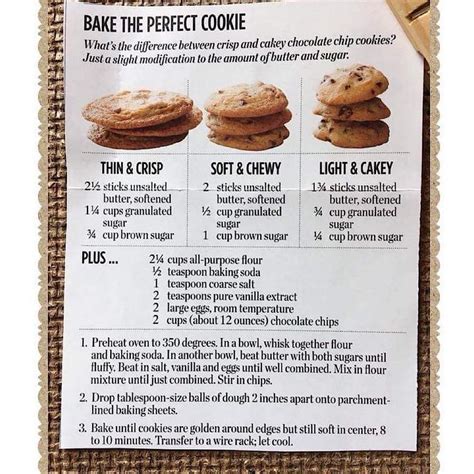 BAKE THE PERFECT COOKIE
What's the difference between crisp and cakey chocolate chip cookies?
Just a slight modification to the amount of butter and sugar.
THIN & CRISP
2½ sticks unsalted
butter, softened
1¼ cups granulated
sugar
¾ cup brown sugar
SOFT & CHEWY
2 sticks unsalted
butter, softened
½ cup granulated
sugar
1 cup brown sugar
LIGHT & CAKEY
1¾ sticks unsalted
butter, softened
¾ cup granulated
sugar
¼ cup brown sugar
PLUS ...
2¼ cups all-purpose flour
½ teaspoon baking soda
1 teaspoon coarse salt
2 teaspoons pure vanilla extract
2 large eggs, room temperature
2 cups (about 12 ounces) chocolate chips
1. Preheat oven to 350 degrees. In a bowl, whisk together flour
and baking soda. In another bowl, beat butter with both sugars until
fluffy. Beat in salt, vanilla and eggs until well combined. Mix in flour
mixture until just combined. Stir in chips.
2. Drop tablespoon-size balls of dough 2 inches apart onto parchment-
lined baking sheets.
3. Bake until cookies are golden around edges but still soft in center, 8
to 10 minutes. Transfer to a wire rack; let cool.